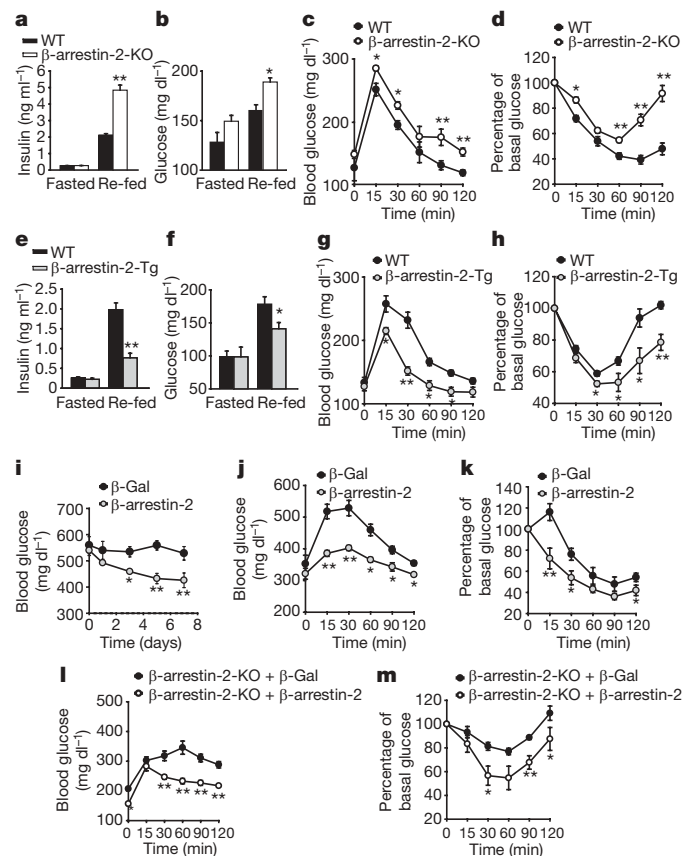 a
WT
β-arrestin-2-KO
Insulin (ng ml⁻¹)
6
5
4
3
2
1
0
**
Fasted Re-fed
b
Glucose (mg dl⁻¹)
200
150
100
50
*
Fasted Re-fed
c
WT
β-arrestin-2-KO
Blood glucose (mg dl⁻¹)
300
200
100
* * ** **
0 15 30 60 90 120
Time (min)
d
WT
β-arrestin-2-KO
Percentage of
basal glucose
120
100
80
60
40
20
* ** ** **
0 15 30 60 90 120
Time (min)
e
WT
β-arrestin-2-Tg
Insulin (ng ml⁻¹)
2.5
2.0
1.5
1.0
0.5
0
**
Fasted Re-fed
f
Glucose (mg dl⁻¹)
200
150
100
50
*
Fasted Re-fed
g
WT
β-arrestin-2-Tg
Blood glucose (mg dl⁻¹)
300
200
100
* ** * *
0 15 30 60 90 120
Time (min)
h
WT
β-arrestin-2-Tg
Percentage of
basal glucose
120
100
80
60
40
* * * **
0 15 30 60 90 120
Time (min)
i
β-Gal
β-arrestin-2
Blood glucose
(mg dl⁻¹)
700
600
500
400
300
* ** **
0 2 4 6 8
Time (days)
j
β-Gal
β-arrestin-2
Blood glucose
(mg dl⁻¹)
600
500
400
300
200
** ** * * *
0 15 30 60 90 120
Time (min)
k
β-Gal
β-arrestin-2
Percentage of
basal glucose
140
120
100
80
60
40
20
** * *
0 15 30 60 90 120
Time (min)
l
β-arrestin-2-KO + β-Gal
β-arrestin-2-KO + β-arrestin-2
Blood glucose
(mg dl⁻¹)
500
400
300
200
100
* ** ** ** **
0 15 30 60 90 120
Time (min)
m
β-arrestin-2-KO + β-Gal
β-arrestin-2-KO + β-arrestin-2
Percentage of
basal glucose
120
100
80
60
40
20
* ** *
0 15 30 60 90 120
Time (min)